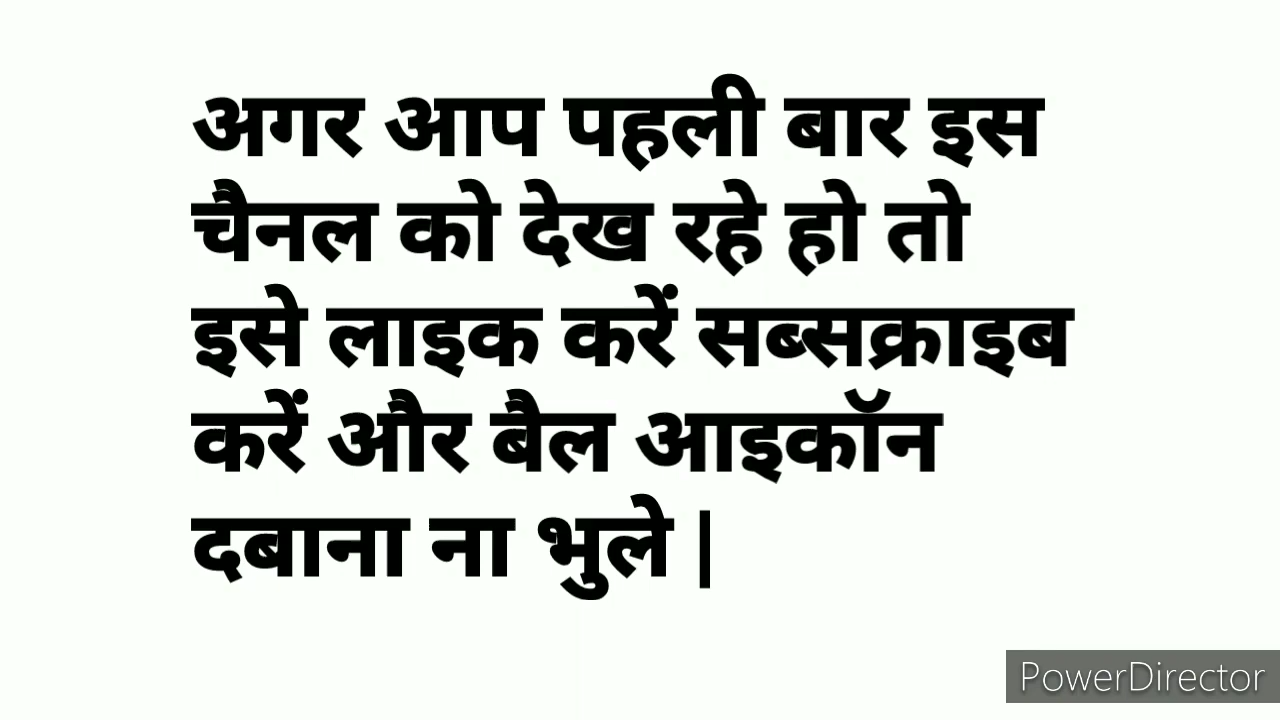 अगर आप पहली बार इस
चैनल को देख रहे हो तो
इसे लाइक करें सब्सक्राइब
करें और बैल आइकॉन
दबाना ना भुले |
PowerDirector